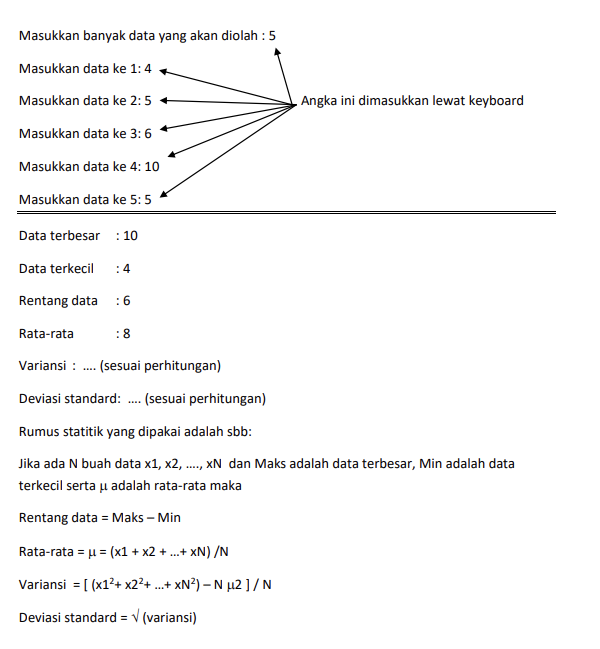 Masukkan banyak data yang akan diolah : 5
Masukkan data ke 1: 4
Masukkan data ke 2: 5
Angka ini dimasukkan lewat keyboard
Masukkan data ke 3: 6
Masukkan data ke 4: 10
Masukkan data ke 5: 5
Data terbesar : 10
Data terkecil : 4
Rentang data : 6
Rata-rata : 8
Variansi : .... (sesuai perhitungan)
Deviasi standard: .... (sesuai perhitungan)
Rumus statitik yang dipakai adalah sbb:
Jika ada N buah data x1, x2, ...., xN dan Maks adalah data terbesar, Min adalah data
terkecil serta μ adalah rata-rata maka
Rentang data = Maks – Min
Rata-rata = μ = (x1 + x2 + ...+ xN) /N
Variansi = [ (x1²+ x2²+ ...+ xN²) – N μ2 ] / N
Deviasi standard = √ (variansi)